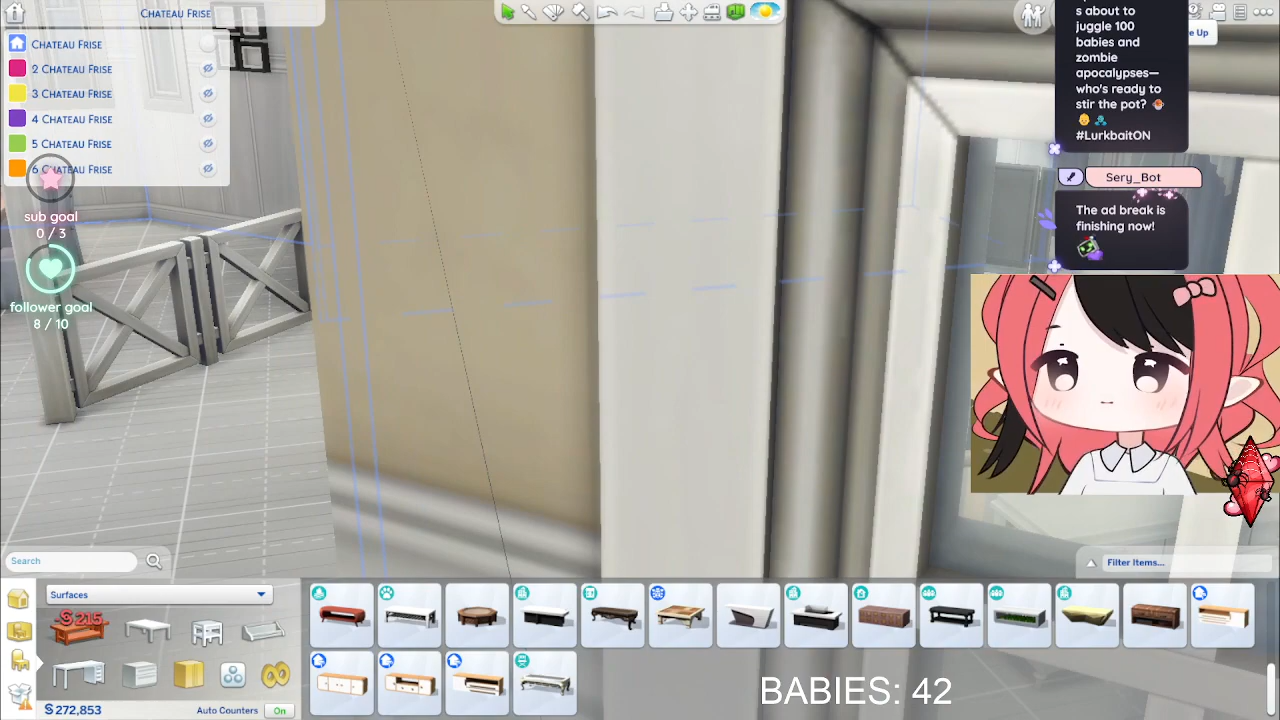 CHATEAU FRISE
CHATEAU FRISE
2 CHATEAU FRISE
3 CHATEAU FRISE
4 CHATEAU FRISE
5 CHATEAU FRISE
6 CHATEAU FRISE
sub goal
0 / 3
follower goal
8 / 10
s about to
juggle 100
babies and
zombie
apocalypses—
who's ready to
stir the pot?
#LurkbaitON
e Up
Sery_Bot
The ad break is
finishing now!
Search
Filter Items...
Surfaces
§215
§272,853
Auto Counters On
BABIES: 42